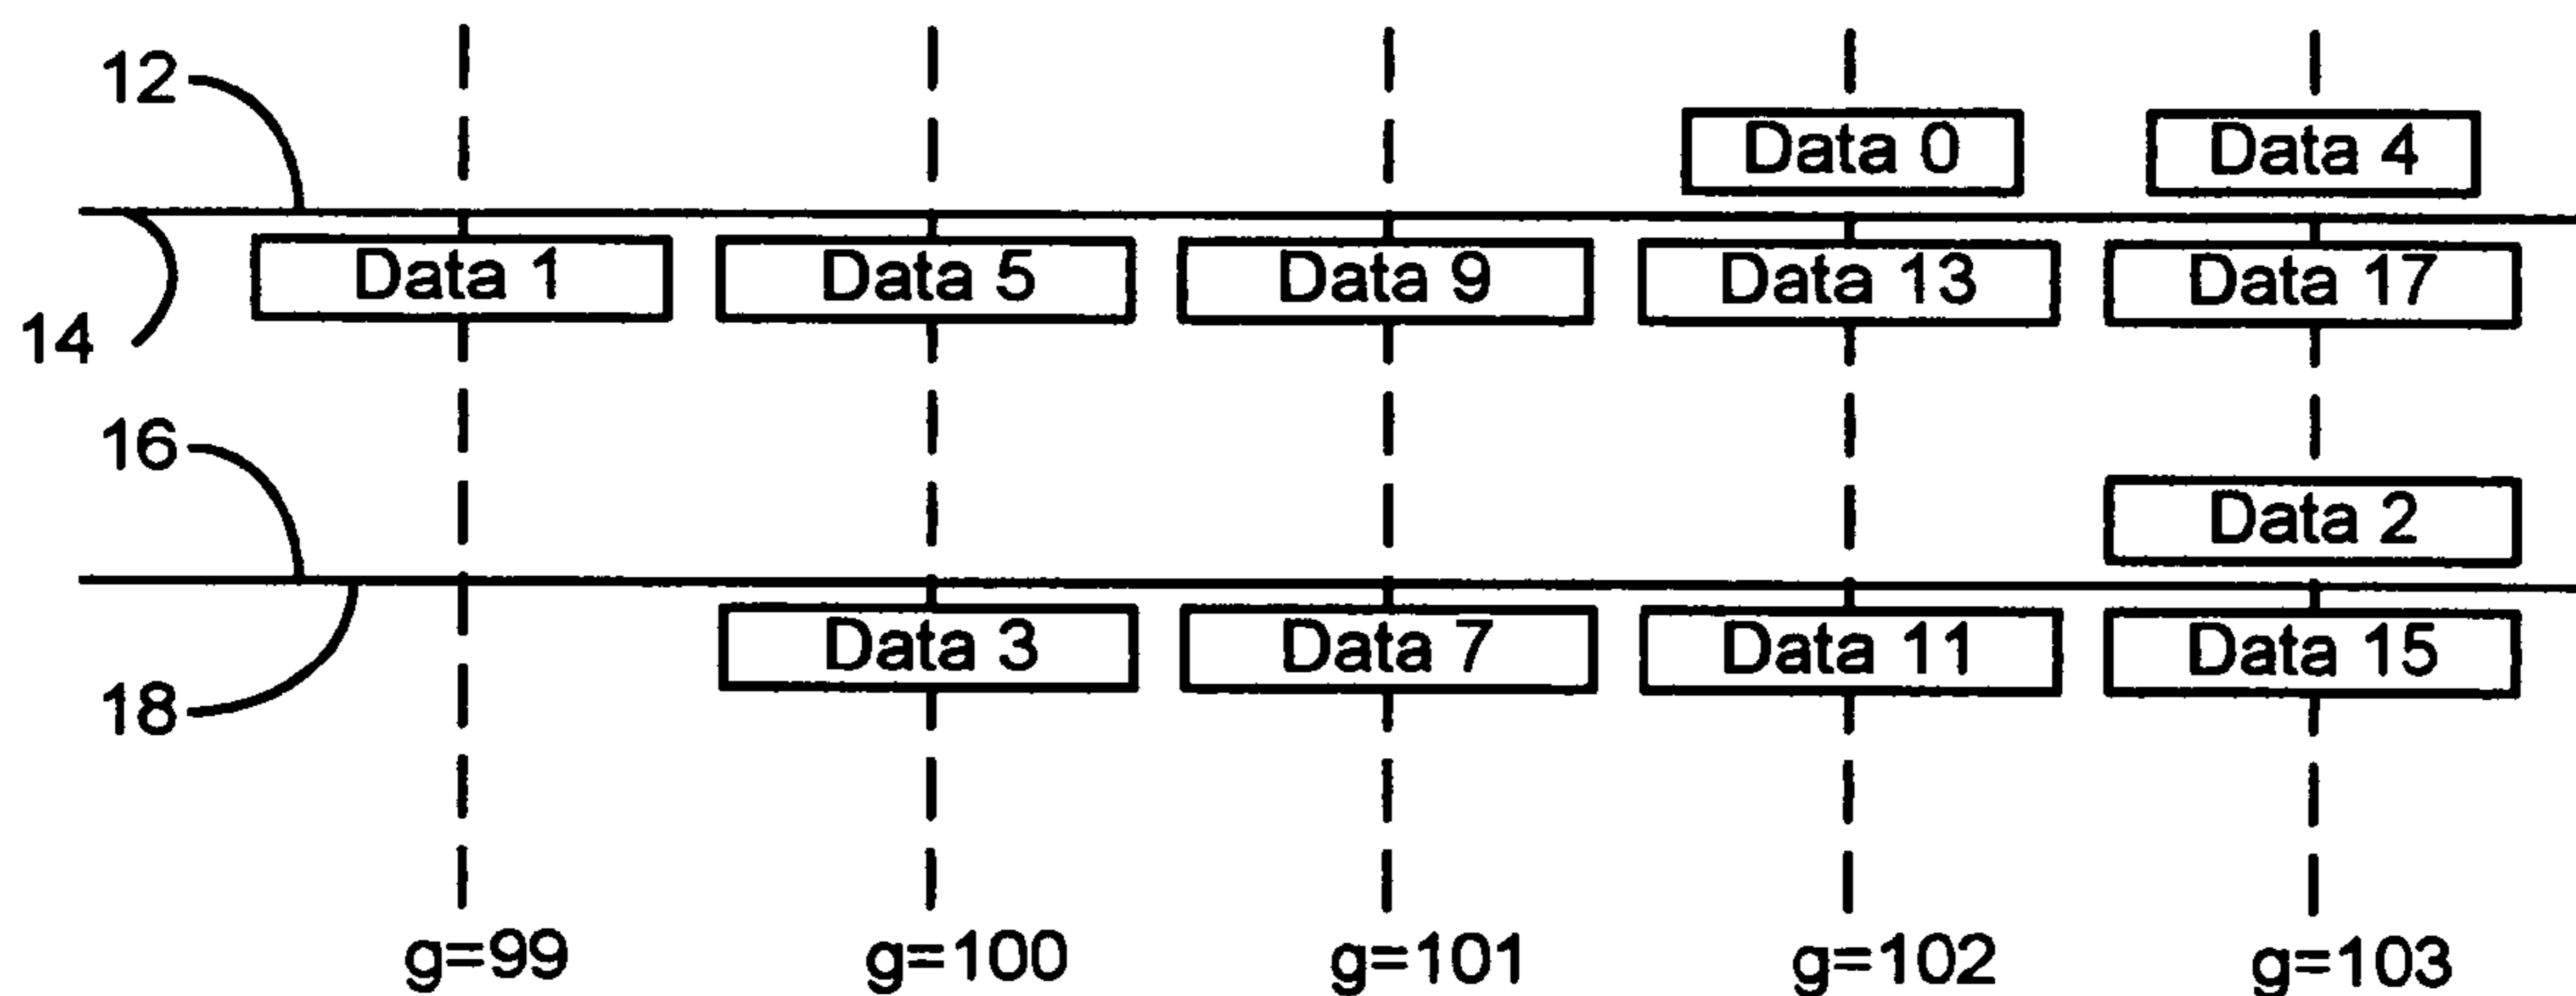 12
Data 0 Data 4
Data 1 Data 5 Data 9 Data 13 Data 17
14
16
Data 2
Data 3 Data 7 Data 11 Data 15
18
g=99 g=100 g=101 g=102 g=103